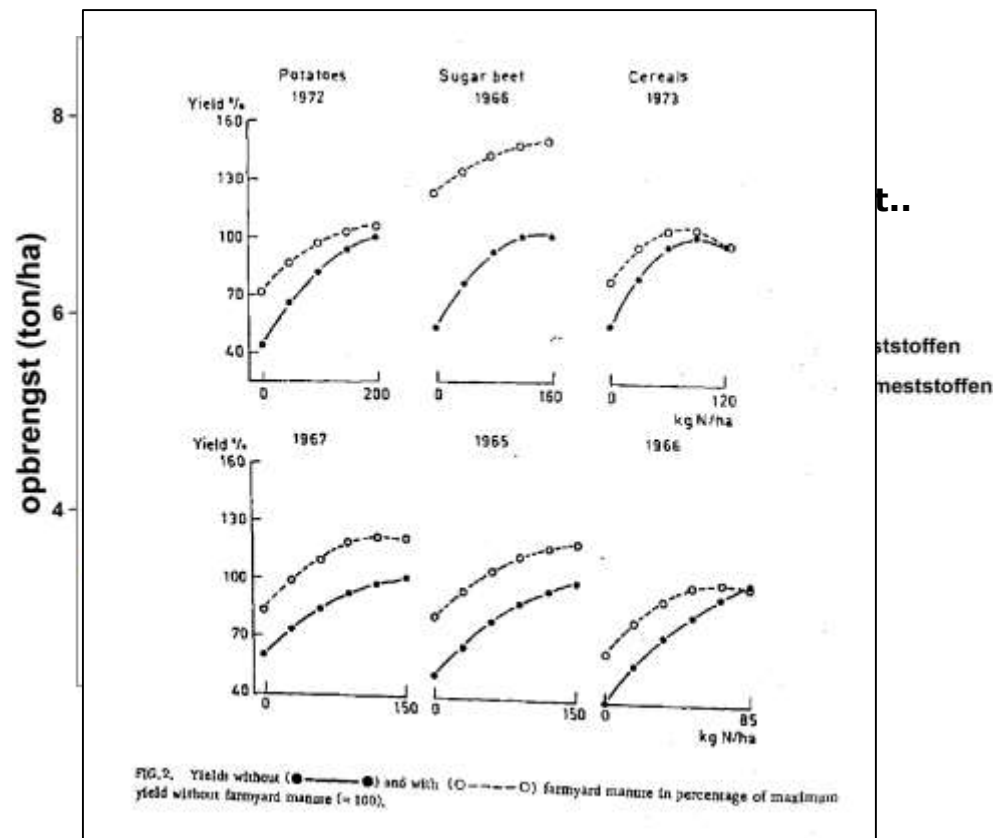 Potatoes
1972
Sugar beet
1966
Cereals
1973
Yield %
160
130
100
70
40
0
200
0
160
0
120
kg N/ha
Yield %
1967
1965
1966
160
130
100
70
40
0
150
0
150
0
85
kg N/ha
FIG.2. Yields without (●———●) and with (○----○) farmyard manure in percentage of maximum
yield without farmyard manure (=100).
opbrengst (ton/ha)
8
6
4
t..
ststoffen
meststoffen